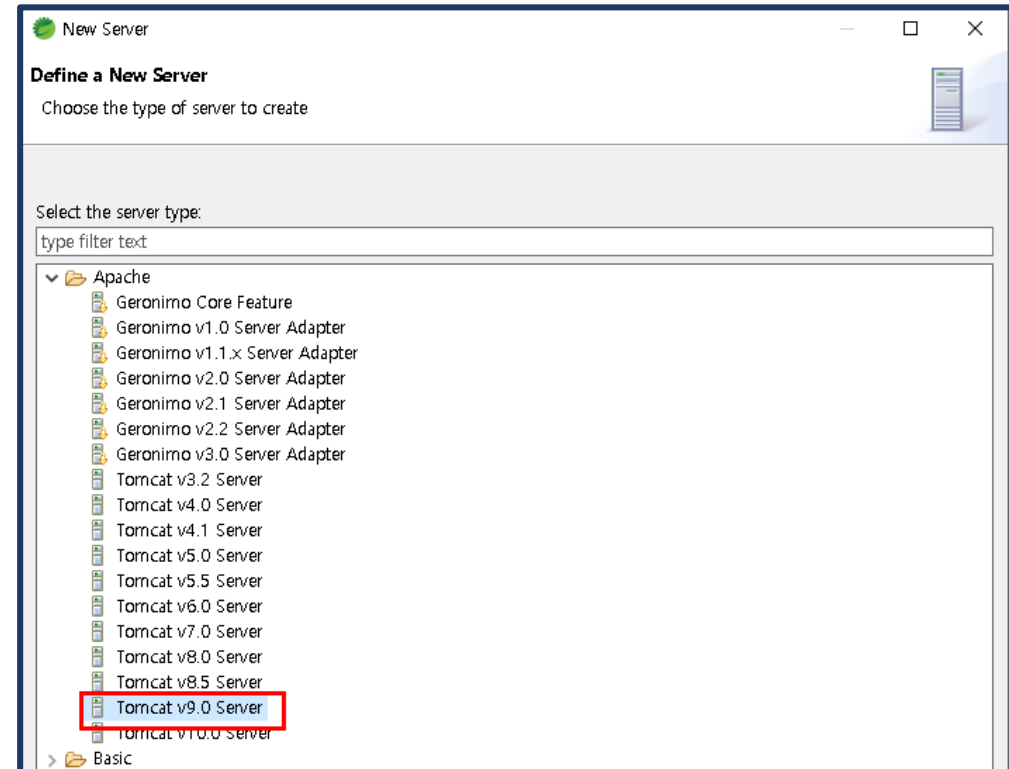 New Server
Define a New Server
Choose the type of server to create
Select the server type:
type filter text
Apache
Geronimo Core Feature
Geronimo v1.0 Server Adapter
Geronimo v1.1.x Server Adapter
Geronimo v2.0 Server Adapter
Geronimo v2.1 Server Adapter
Geronimo v2.2 Server Adapter
Geronimo v3.0 Server Adapter
Tomcat v3.2 Server
Tomcat v4.0 Server
Tomcat v4.1 Server
Tomcat v5.0 Server
Tomcat v5.5 Server
Tomcat v6.0 Server
Tomcat v7.0 Server
Tomcat v8.0 Server
Tomcat v8.5 Server
Tomcat v9.0 Server
Tomcat v10.0 Server
Basic